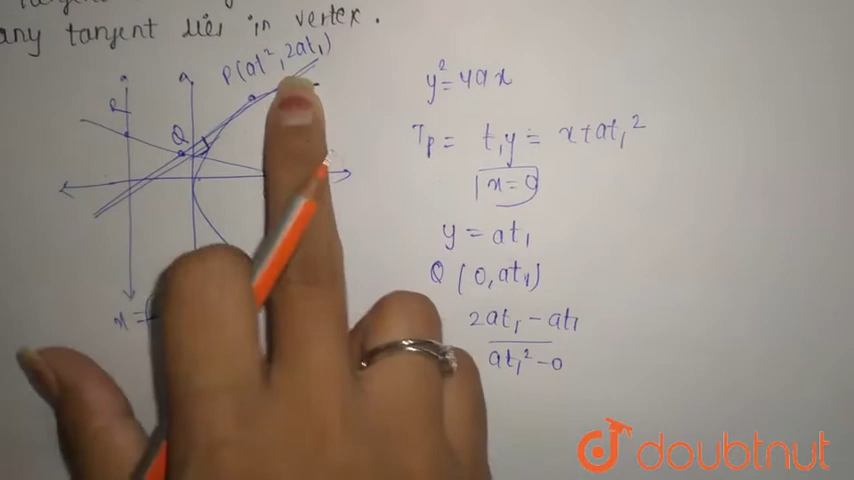 any tangent lies in vertex.
P(at², 2at₁)
R
Q
y² = 4ax
Tp = t₁y = x + at₁²
x = 0
y = at₁
Q (0, at₁)
2at₁ - at₁
at₁² - 0
x =
doubtnut